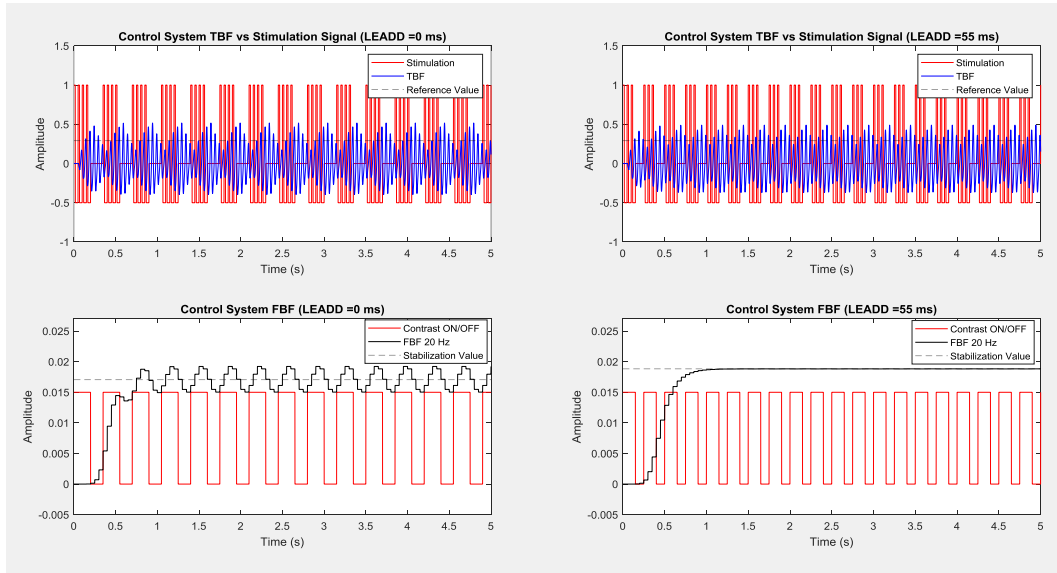 Control System TBF vs Stimulation Signal (LEADD =0 ms)
1.5
1
0.5
0
-0.5
-1
Amplitude
Stimulation
TBF
Reference Value
0 0.5 1 1.5 2 2.5 3 3.5 4 4.5 5
Time (s)
Control System TBF vs Stimulation Signal (LEADD =55 ms)
1.5
1
0.5
0
-0.5
-1
Amplitude
Stimulation
TBF
Reference Value
0 0.5 1 1.5 2 2.5 3 3.5 4 4.5 5
Time (s)
Control System FBF (LEADD =0 ms)
0.025
0.02
0.015
0.01
0.005
0
-0.005
Amplitude
Contrast ON/OFF
FBF 20 Hz
Stabilization Value
0 0.5 1 1.5 2 2.5 3 3.5 4 4.5 5
Time (s)
Control System FBF (LEADD =55 ms)
0.025
0.02
0.015
0.01
0.005
0
-0.005
Amplitude
Contrast ON/OFF
FBF 20 Hz
Stabilization Value
0 0.5 1 1.5 2 2.5 3 3.5 4 4.5 5
Time (s)